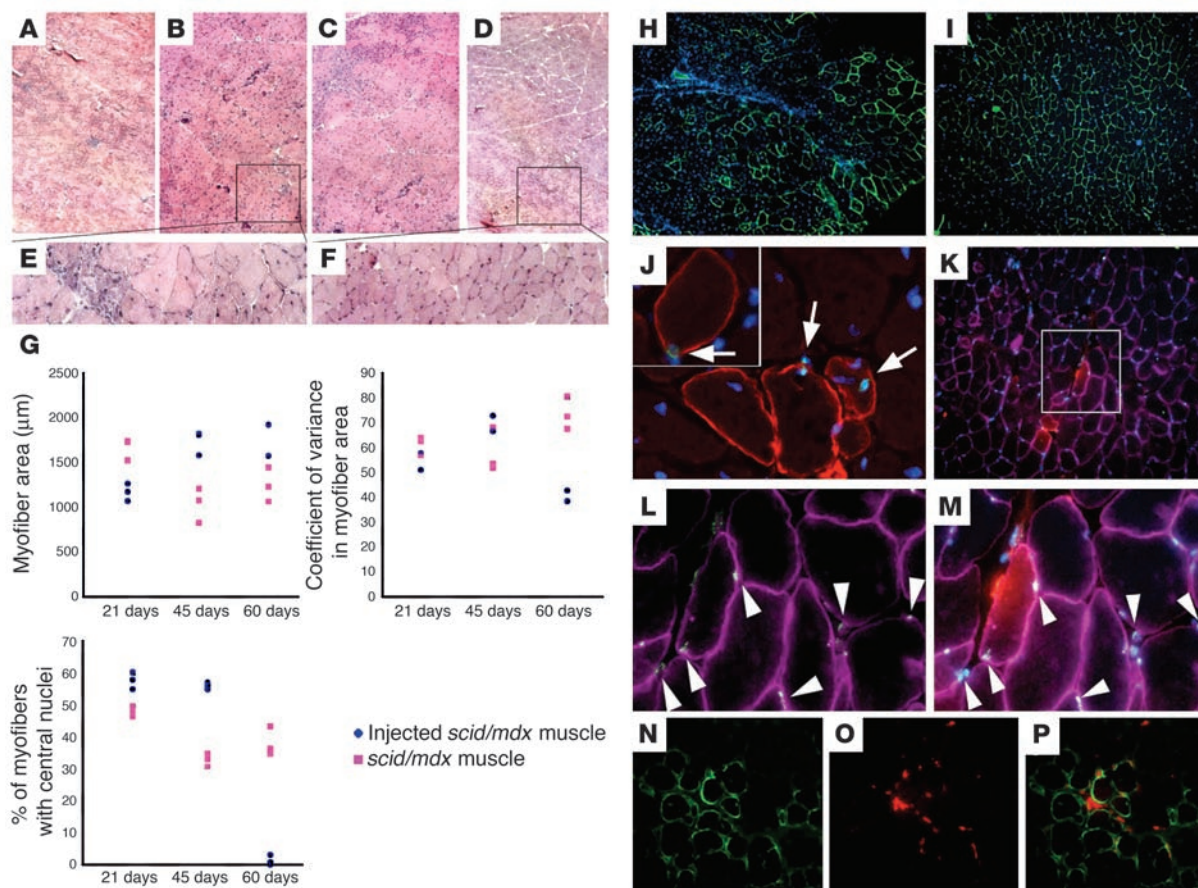 A
B
C
D
E
F
G
2500
2000
1500
1000
500
0
Myofiber area (μm)
21 days 45 days 60 days
90
80
70
60
50
40
30
20
10
0
Coefficient of variance
in myofiber area
21 days 45 days 60 days
70
60
50
40
30
20
10
0
% of myofibers
with central nuclei
21 days 45 days 60 days
Injected scid/mdx muscle
scid/mdx muscle
H
I
J
K
L
M
N
O
P